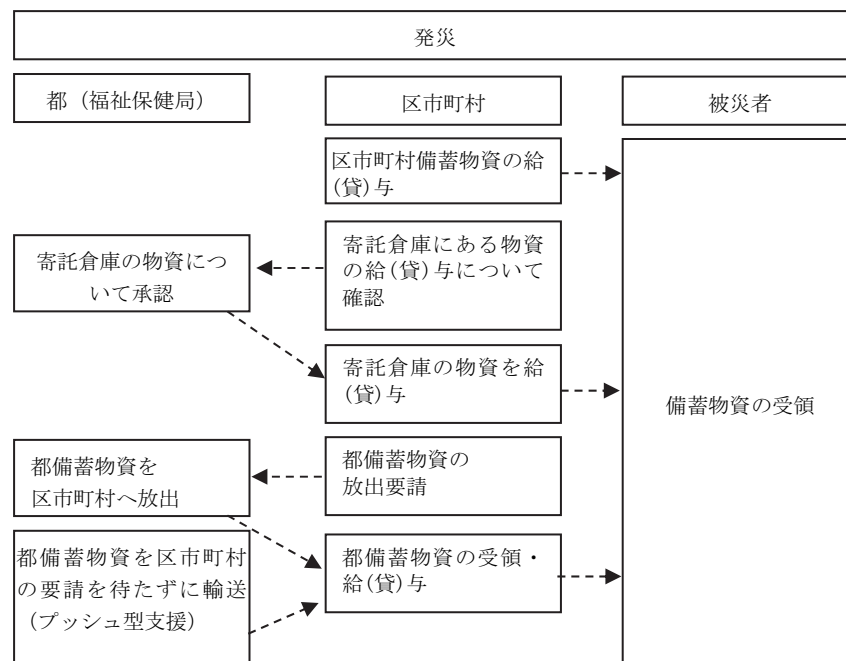 発災
都（福祉保健局）
区市町村
被災者
区市町村備蓄物資の給
(貸)与
寄託倉庫にある物資
の給(貸)与について
確認
寄託倉庫の物資につ
いて承認
寄託倉庫の物資を給
(貸)与
備蓄物資の受領
都備蓄物資の
放出要請
都備蓄物資を
区市町村へ放出
都備蓄物資を区市町村
の要請を待たずに輸送
（プッシュ型支援）
都備蓄物資の受領・
給(貸)与